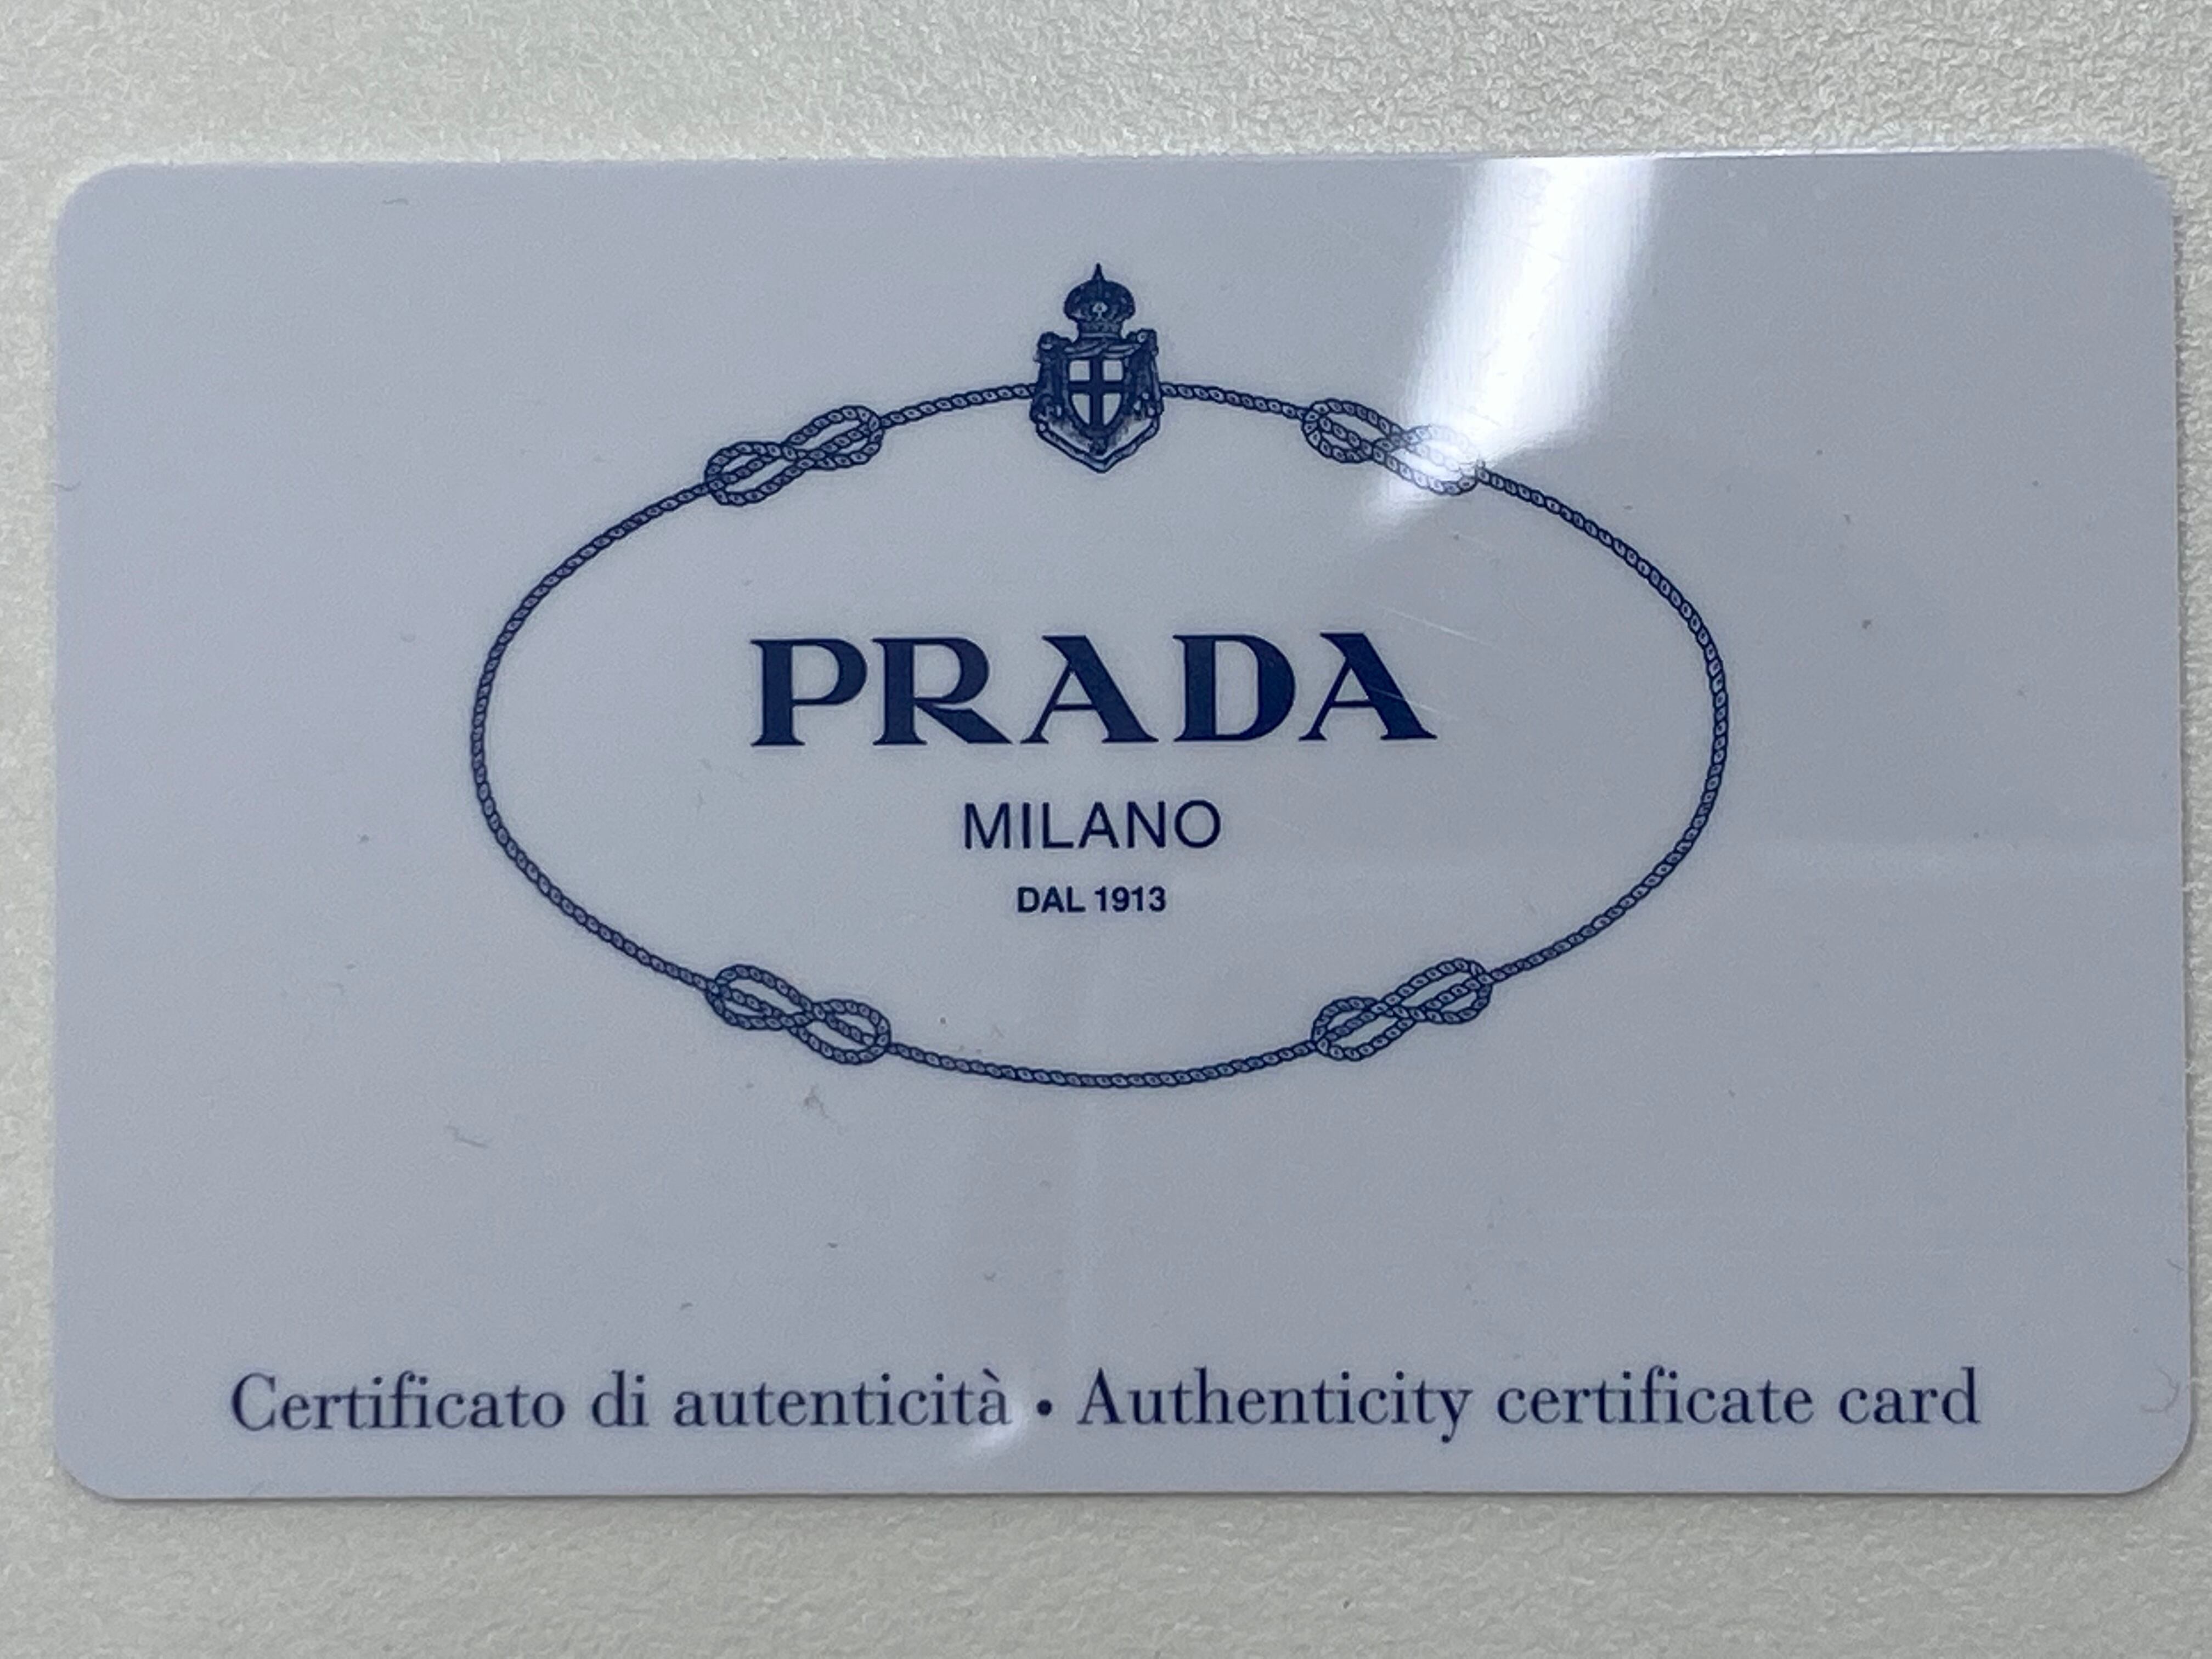 PRADA
MILANO
DAL 1913
Certificato di autenticità • Authenticity certificate card